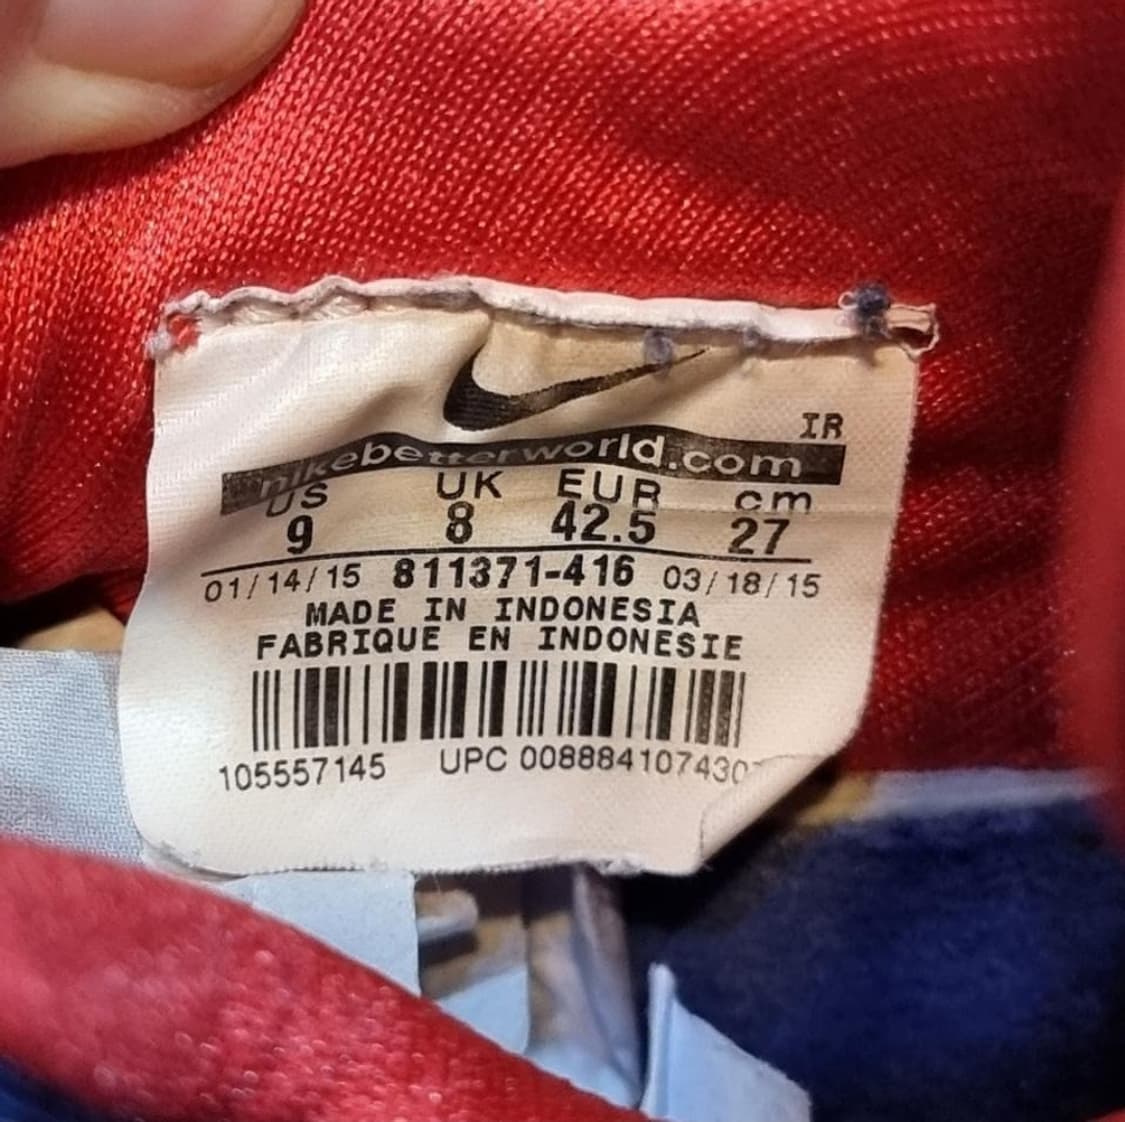 IR
nikebetterworld.com
US UK EUR cm
9 8 42.5 27
01/14/15 811371-416 03/18/15
MADE IN INDONESIA
FABRIQUE EN INDONESIE
105557145 UPC 008884107430